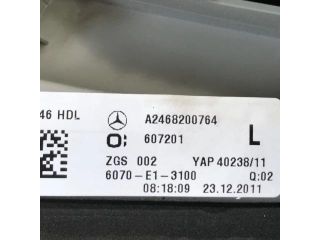 46 HDL
A2468200764
607201 L
ZGS 002 YAP 40238/11
6070-E1-3100 Q:02
08:18:09 23.12.2011